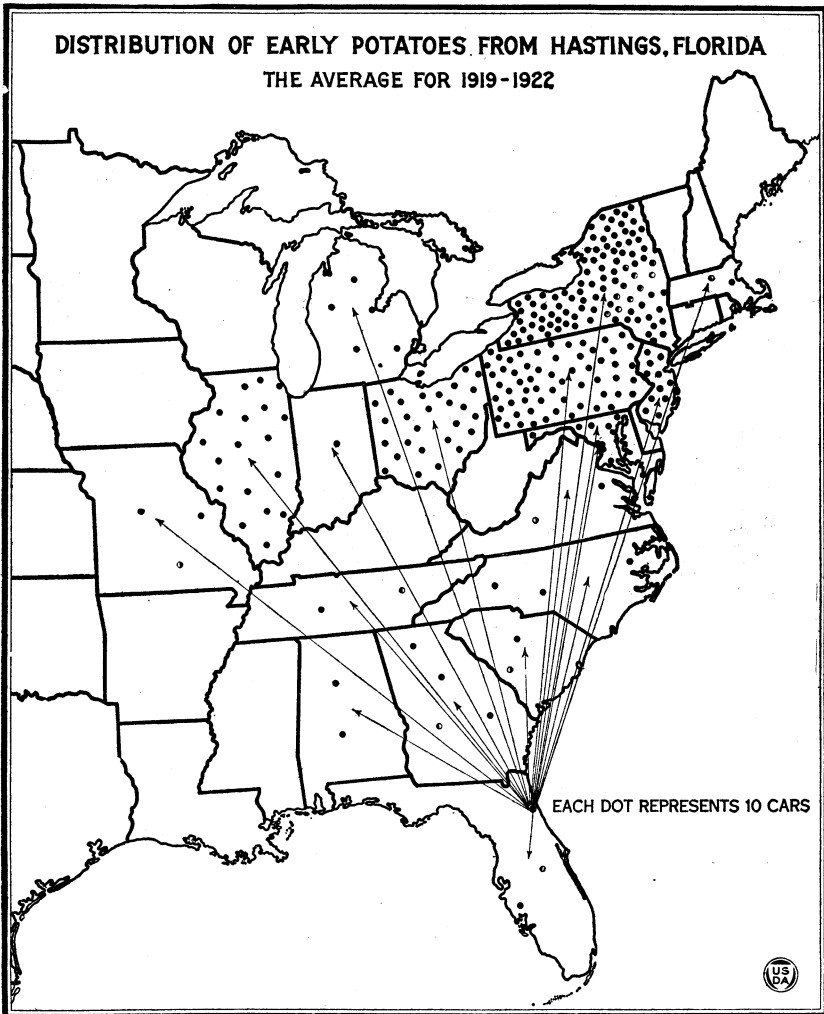 DISTRIBUTION OF EARLY POTATOES FROM HASTINGS, FLORIDA
THE AVERAGE FOR 1919-1922
EACH DOT REPRESENTS 10 CARS
US
DA